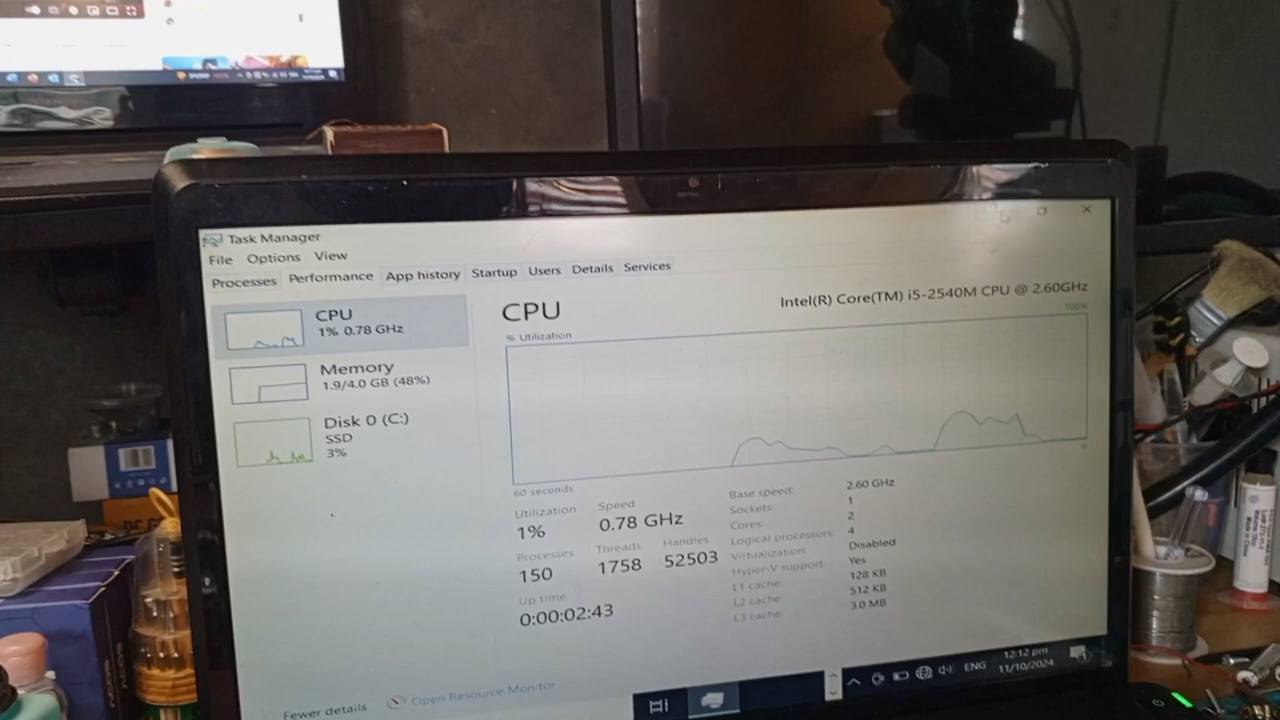 Task Manager
File Options View
Processes Performance App history Startup Users Details Services
CPU
1% 0.78 GHz
Memory
1.9/4.0 GB (48%)
Disk 0 (C:)
SSD
3%
CPU
Intel(R) Core(TM) i5-2540M CPU @ 2.60GHz
% Utilization
100%
60 seconds
0
Utilization
1%
Speed
0.78 GHz
Processes
150
Threads
1758
Handles
52503
Up time
0:00:02:43
Base speed: 2.60 GHz
Sockets: 1
Cores: 2
Logical processors: 4
Virtualization: Disabled
Hyper-V support: Yes
L1 cache: 128 KB
L2 cache: 512 KB
L3 cache: 3.0 MB
Fewer details
Open Resource Monitor
ENG
12:12 pm
11/10/2024